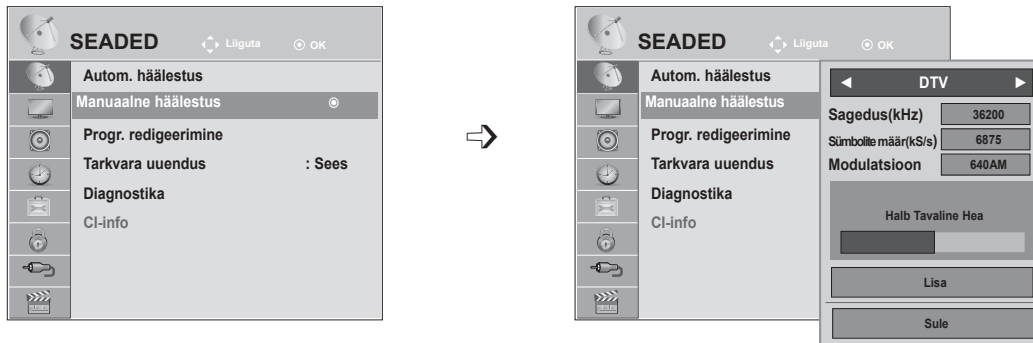 SEADED Liiguta OK
Autom. häälestus
Manuaalne häälestus
Progr. redigeerimine
Tarkvara uuendus : Sees
Diagnostika
CI-info
SEADED Liiguta OK
Autom. häälestus
Manuaalne häälestus
Progr. redigeerimine
Tarkvara uuendus
Diagnostika
CI-info
◄ DTV ►
Sagedus(kHz) 36200
Sümbolite määr(kS/s) 6875
Modulatsioon 640AM
Halb Tavaline Hea
Lisa
Sule